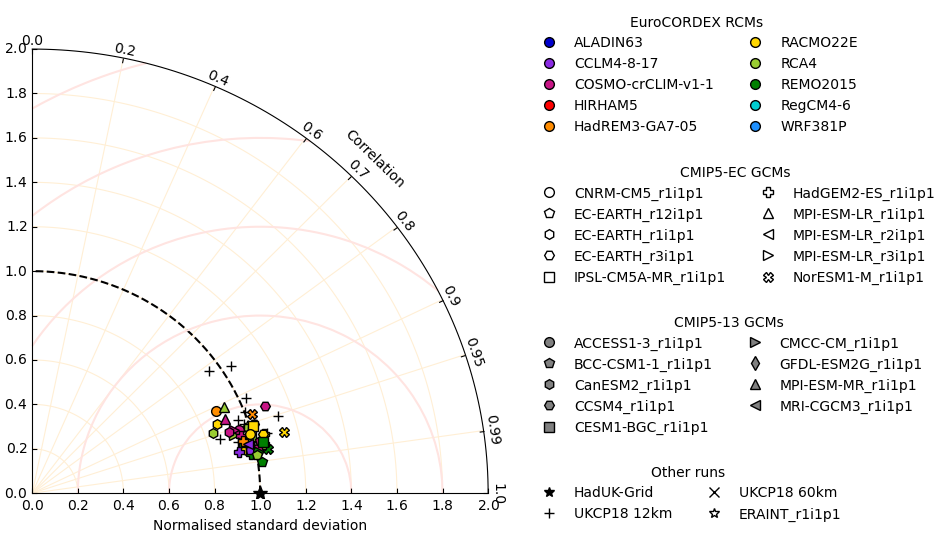 EuroCORDEX RCMs
ALADIN63
CCLM4-8-17
COSMO-crCLIM-v1-1
HIRHAM5
HadREM3-GA7-05
RACMO22E
RCA4
REMO2015
RegCM4-6
WRF381P
CMIP5-EC GCMs
CNRM-CM5_r1i1p1
EC-EARTH_r12i1p1
EC-EARTH_r1i1p1
EC-EARTH_r3i1p1
IPSL-CM5A-MR_r1i1p1
HadGEM2-ES_r1i1p1
MPI-ESM-LR_r1i1p1
MPI-ESM-LR_r2i1p1
MPI-ESM-LR_r3i1p1
NorESM1-M_r1i1p1
CMIP5-13 GCMs
ACCESS1-3_r1i1p1
BCC-CSM1-1_r1i1p1
CanESM2_r1i1p1
CCSM4_r1i1p1
CESM1-BGC_r1i1p1
CMCC-CM_r1i1p1
GFDL-ESM2G_r1i1p1
MPI-ESM-MR_r1i1p1
MRI-CGCM3_r1i1p1
Other runs
HadUK-Grid
UKCP18 12km
UKCP18 60km
ERAINT_r1i1p1
0.0
0.2
0.4
0.6
0.7
0.8
0.9
0.95
0.99
1.0
Correlation
2.0
1.8
1.6
1.4
1.2
1.0
0.8
0.6
0.4
0.2
0.0
0.0 0.2 0.4 0.6 0.8 1.0 1.2 1.4 1.6 1.8 2.0
Normalised standard deviation